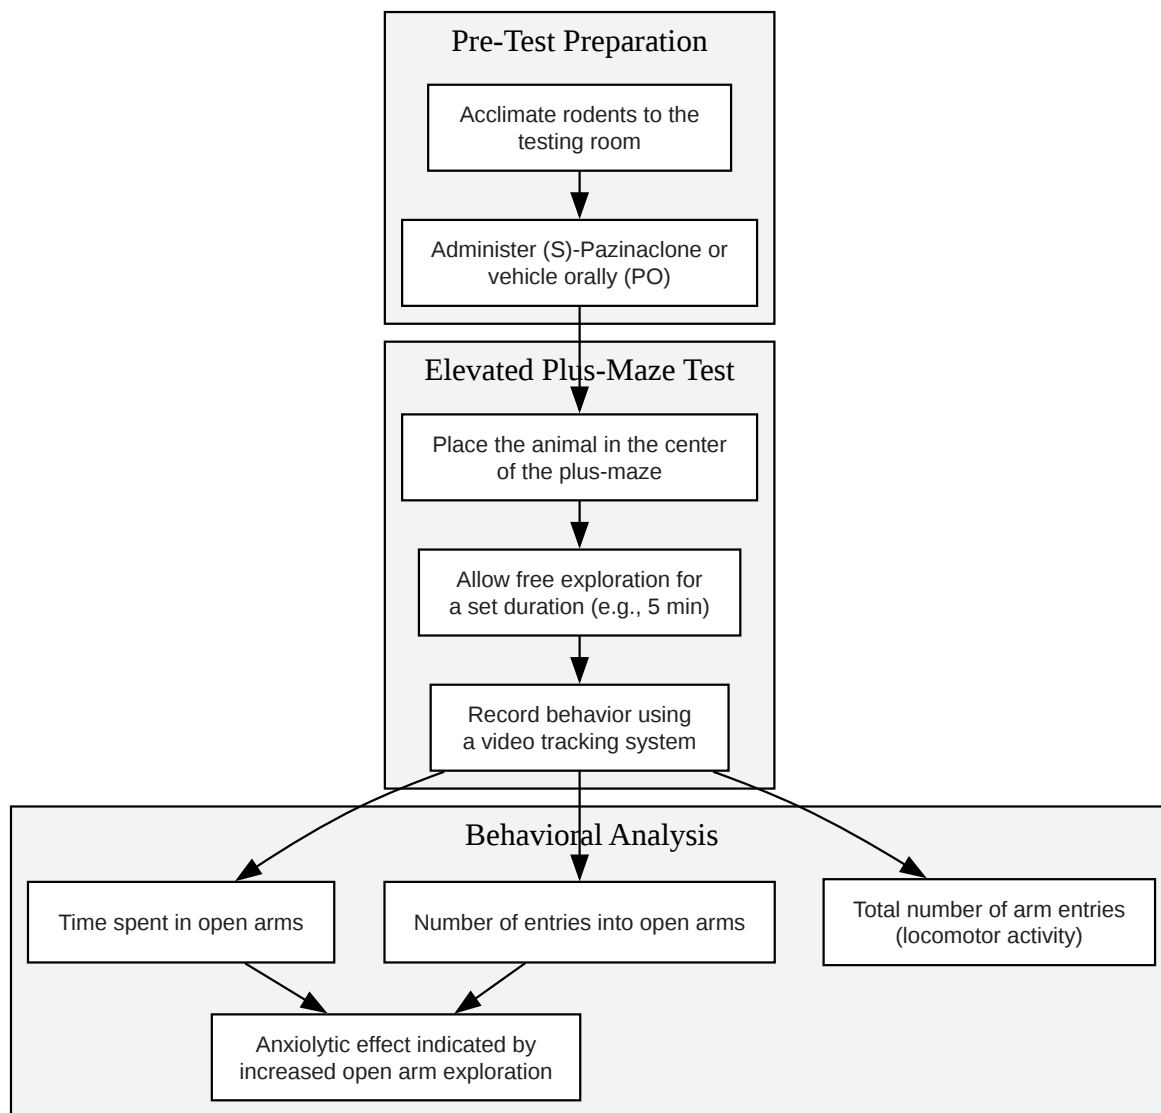 Pre-Test Preparation
Acclimate rodents to the
testing room
Administer (S)-Pazinaclone or
vehicle orally (PO)
Elevated Plus-Maze Test
Place the animal in the center
of the plus-maze
Allow free exploration for
a set duration (e.g., 5 min)
Record behavior using
a video tracking system
Behavioral Analysis
Time spent in open arms
Number of entries into open arms
Total number of arm entries
(locomotor activity)
Anxiolytic effect indicated by
increased open arm exploration